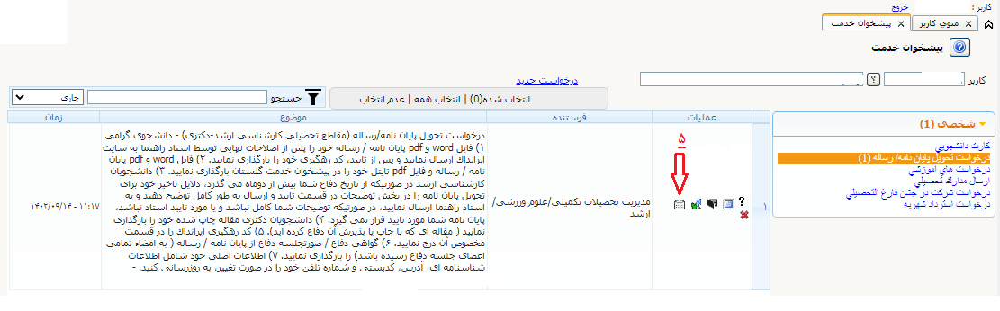 کاربر : خروج
منوي کاربر × پیشخوان خدمت ×
پیشخوان خدمت
کاربر ?
درخواست جدید
انتخاب شده(0) | انتخاب همه | عدم انتخاب جستجو جاری
شخصي (1)
کارت دانشجويي
درخواست تحویل پایان نامه/ رساله (1)
درخواست هاي آموزشي
ارسال مدارک تحصيلي
درخواست شرکت در جشن فارغ التحصيلي
درخواست استرداد شهریه
عملیات فرستنده موضوع زمان
۵
۱
?
مدیریت تحصیلات تکمیلی/علوم ورزشی/
ارشد
درخواست تحویل پایان نامه/رساله (مقاطع تحصیلی کارشناسی ارشد-دکتری) - دانشجوی گرامی
۱) فایل word و pdf پایان نامه / رساله خود را پس از اصلاحات نهایی توسط استاد راهنما به سایت
ایرانداک ارسال نمایید و پس از تایید، کد رهگیری خود را بارگذاری نمایید. ۲) فایل word و pdf پایان
نامه / رساله و فایل pdf تایتل خود را در پیشخوان خدمت گلستان بارگذاری نمایید. ۳) دانشجویان
کارشناسی ارشد در صورتیکه از تاریخ دفاع شما بیش از دوماه می گذرد، دلایل تاخیر خود برای
تحویل پایان نامه را در بخش توضیحات در قسمت تایید و ارسال به طور کامل توضیح دهید و به
استاد راهنما ارسال نمایید، در صورتیکه توضیحات شما کامل نباشد و یا مورد تایید استاد نباشد،
پایان نامه شما مورد تایید قرار نمی گیرد. ۴) دانشجویان دکتری مقاله چاپ شده خود را بارگذاری
نمایید ( مقاله ای که با چاپ یا پذیرش آن دفاع کرده اید). ۵) کد رهگیری ایرانداک را در قسمت
مخصوص آن درج نمایید. ۶) گواهی دفاع / صورتجلسه دفاع از پایان نامه / رساله ( به امضاء تمامی
اعضای جلسه دفاع رسیده باشد) را بارگذاری نمایید. ۷) اطلاعات اصلی خود شامل اطلاعات
شناسنامه ای، آدرس، کدپستی و شماره تلفن خود را در صورت تغییر، به روزرسانی کنید. -
۱۴۰۲/۰۹/۱۴ - ۱۱:۱۷